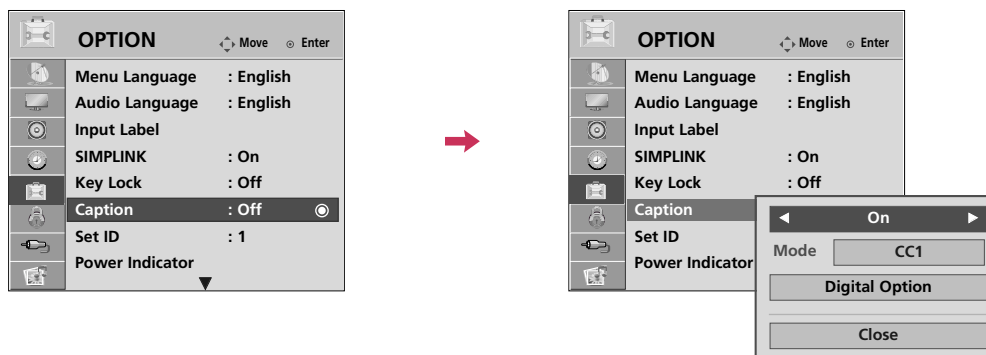 OPTION Move Enter
Menu Language : English
Audio Language : English
Input Label
SIMPLINK : On
Key Lock : Off
Caption : Off
Set ID : 1
Power Indicator
OPTION Move Enter
Menu Language : English
Audio Language : English
Input Label
SIMPLINK : On
Key Lock : Off
Caption
Set ID
Power Indicator
On
Mode CC1
Digital Option
Close